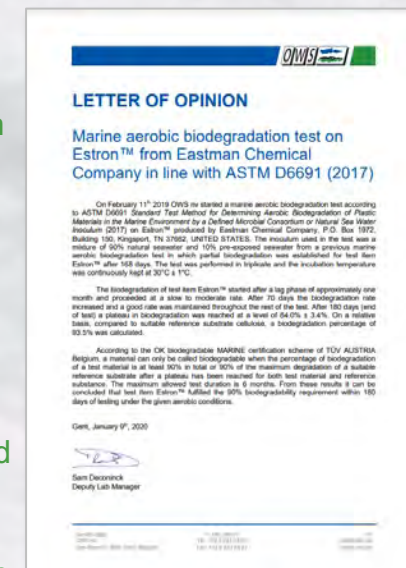 OWS
LETTER OF OPINION
Marine aerobic biodegradation test on
Estron™ from Eastman Chemical
Company in line with ASTM D6691 (2017)
On February 11th 2019 OWS nv started a marine aerobic biodegradation test according
to ASTM D6691 Standard Test Method for Determining Aerobic Biodegradation of Plastic
Materials in the Marine Environment by a Defined Microbial Consortium or Natural Sea Water
Inoculum (2017) on Estron™ produced by Eastman Chemical Company, P.O. Box 1972,
Building 150, Kingsport, TN 37662, UNITED STATES. The inoculum used in the test was a
mixture of 90% natural seawater and 10% pre-exposed seawater from a previous marine
aerobic biodegradation test in which partial biodegradation was established for test item
Estron™ after 168 days. The test was performed in triplicate and the incubation temperature
was continuously kept at 30°C ± 1°C.
The biodegradation of test item Estron™ started after a lag phase of approximately one
month and proceeded at a slow to moderate rate. After 70 days the biodegradation rate
increased and a good rate was maintained throughout the rest of the test. After 180 days (end
of test) a plateau in biodegradation was reached at a level of 84.0% ± 3.4%. On a relative
basis, compared to suitable reference substrate cellulose, a biodegradation percentage of
93.5% was calculated.
According to the OK biodegradable MARINE certification scheme of TÜV AUSTRIA
Belgium, a material can only be called biodegradable when the percentage of biodegradation
of a test material is at least 90% in total or 90% of the maximum degradation of a suitable
reference substrate after a plateau has been reached for both test material and reference
substance. The maximum allowed test duration is 6 months. From these results it can be
concluded that test item Estron™ fulfilled the 90% biodegradability requirement within 180
days of testing under the given aerobic conditions.
Gent, January 9th, 2020
Sam Deconinck
Deputy Lab Manager